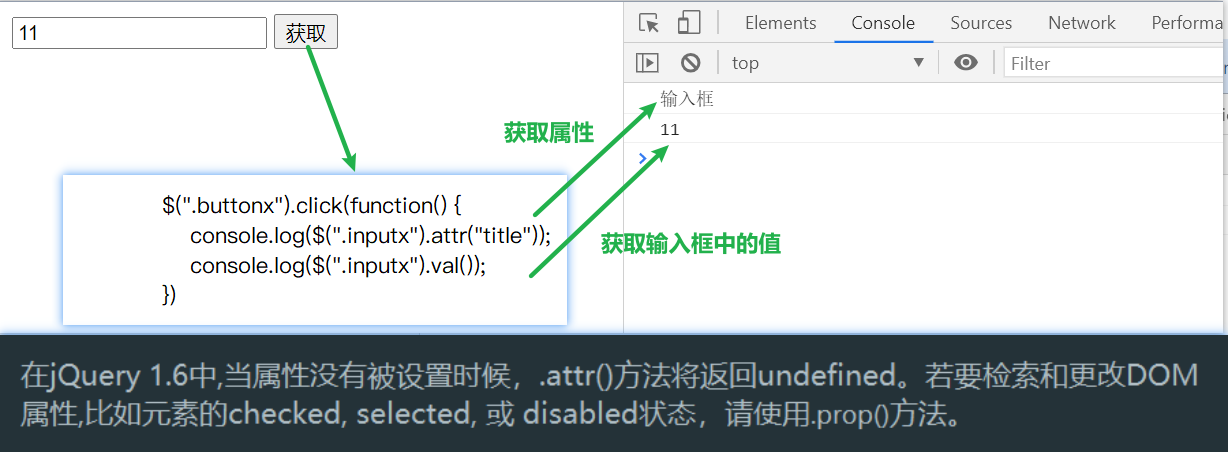 11 获取
Elements Console Sources Network Performa
top Filter
输入框
11
获取属性
$(".buttonx").click(function() {
console.log($(".inputx").attr("title"));
console.log($(".inputx").val());
})
获取输入框中的值
在jQuery 1.6中,当属性没有被设置时候，.attr()方法将返回undefined。若要检索和更改DOM
属性,比如元素的checked, selected, 或 disabled状态，请使用.prop()方法。